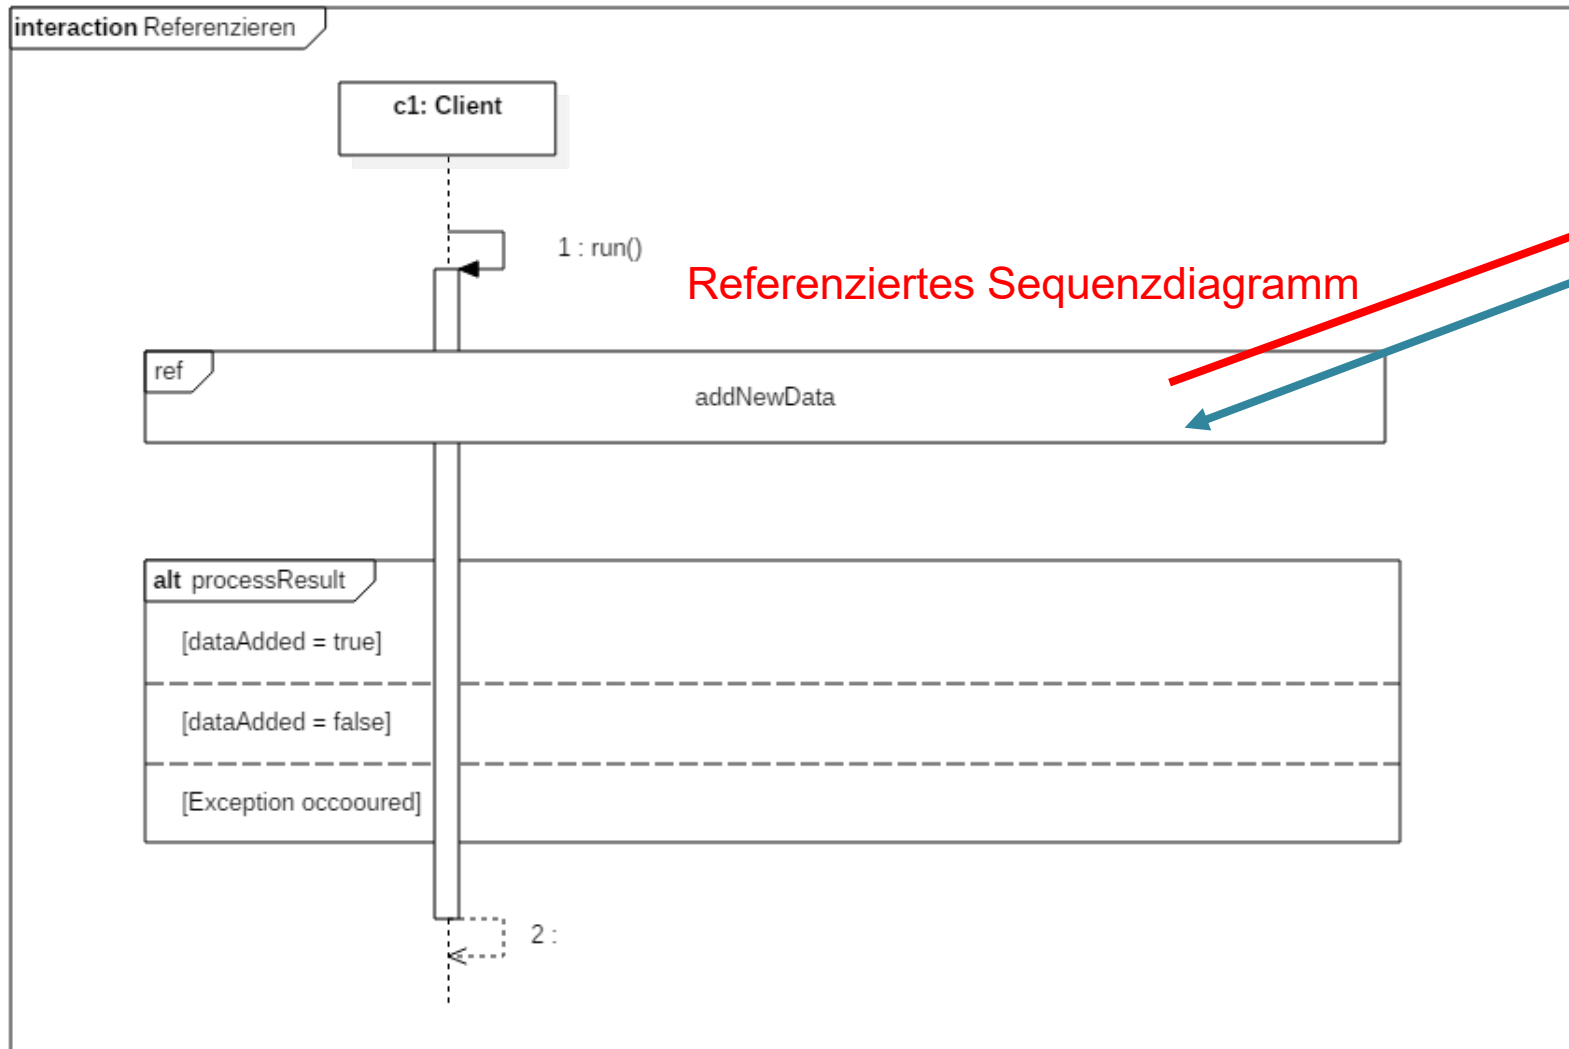 interaction Referenzieren
c1: Client
1 : run()
Referenziertes Sequenzdiagramm
ref
addNewData
alt processResult
[dataAdded = true]
[dataAdded = false]
[Exception occooured]
2 :